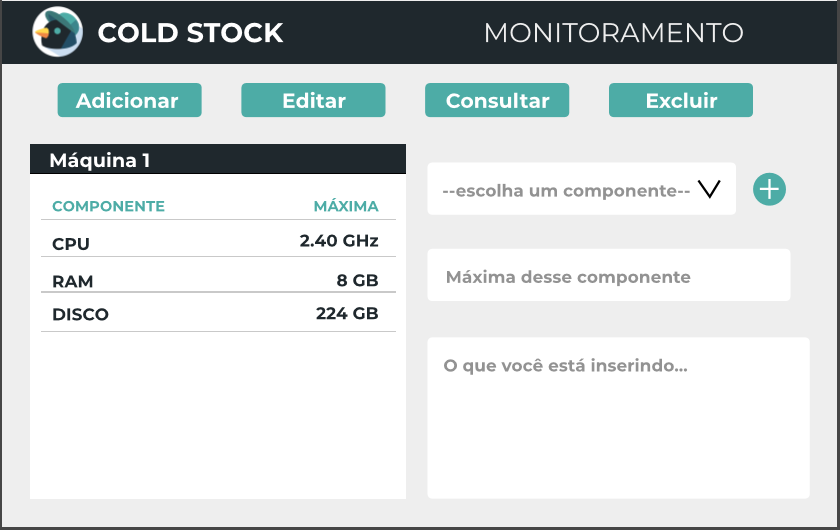 COLD STOCK
MONITORAMENTO
Adicionar
Editar
Consultar
Excluir
Máquina 1
COMPONENTE MÁXIMA
CPU 2.40 GHz
RAM 8 GB
DISCO 224 GB
--escolha um componente--
Máxima desse componente
O que você está inserindo...